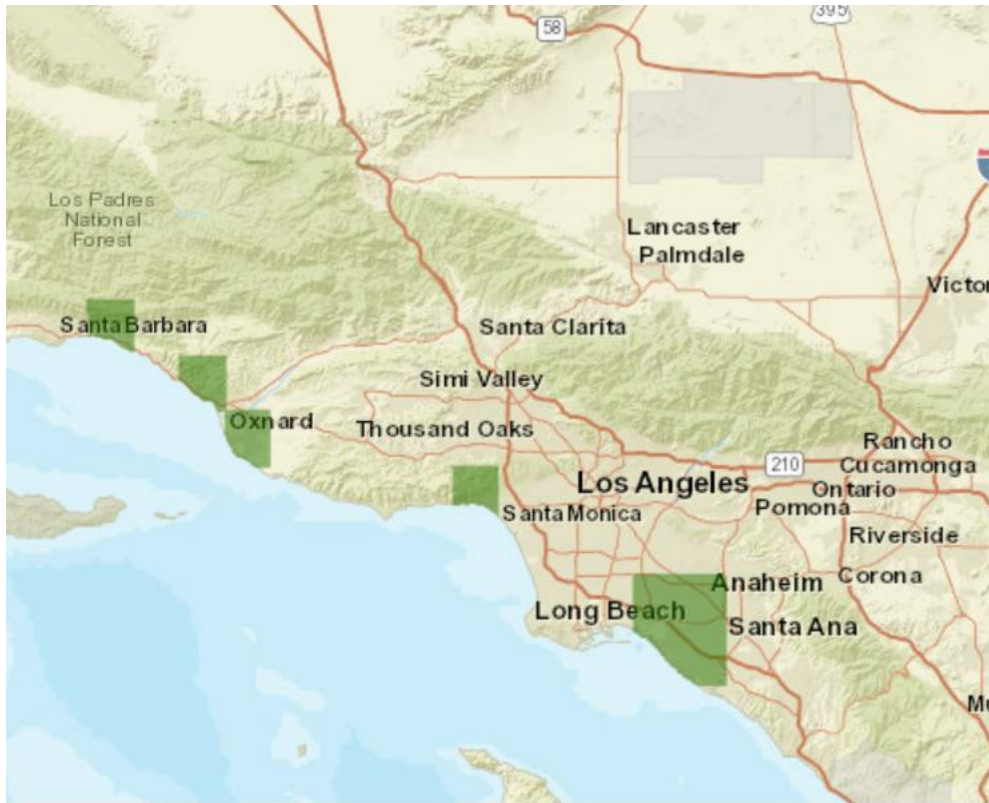 395
58
Los Padres
National
Forest
Lancaster
Palmdale
Victor
Santa Barbara
Santa Clarita
Simi Valley
Oxnard
Thousand Oaks
Rancho
Cucamonga
210
Los Angeles
Ontario
Pomona
Santa Monica
Riverside
Anaheim
Corona
Long Beach
Santa Ana